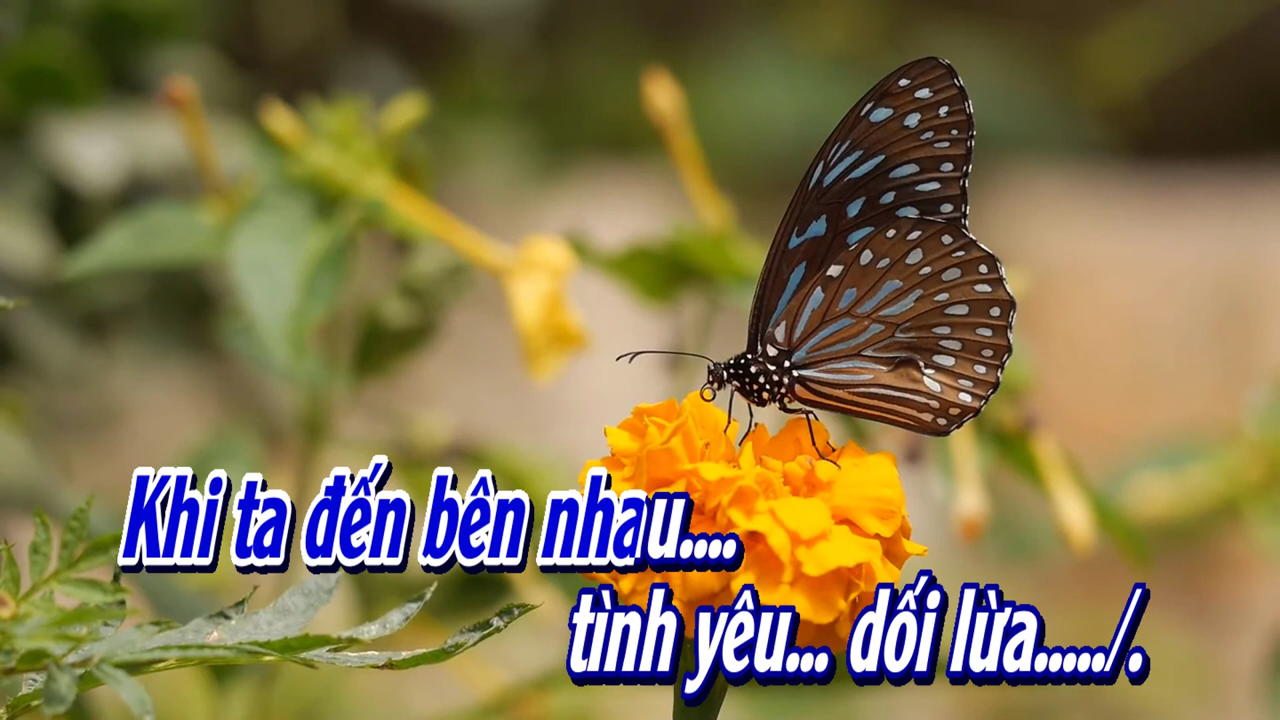 Khi ta đến bên nhau....
tình yêu... dối lừa...../.